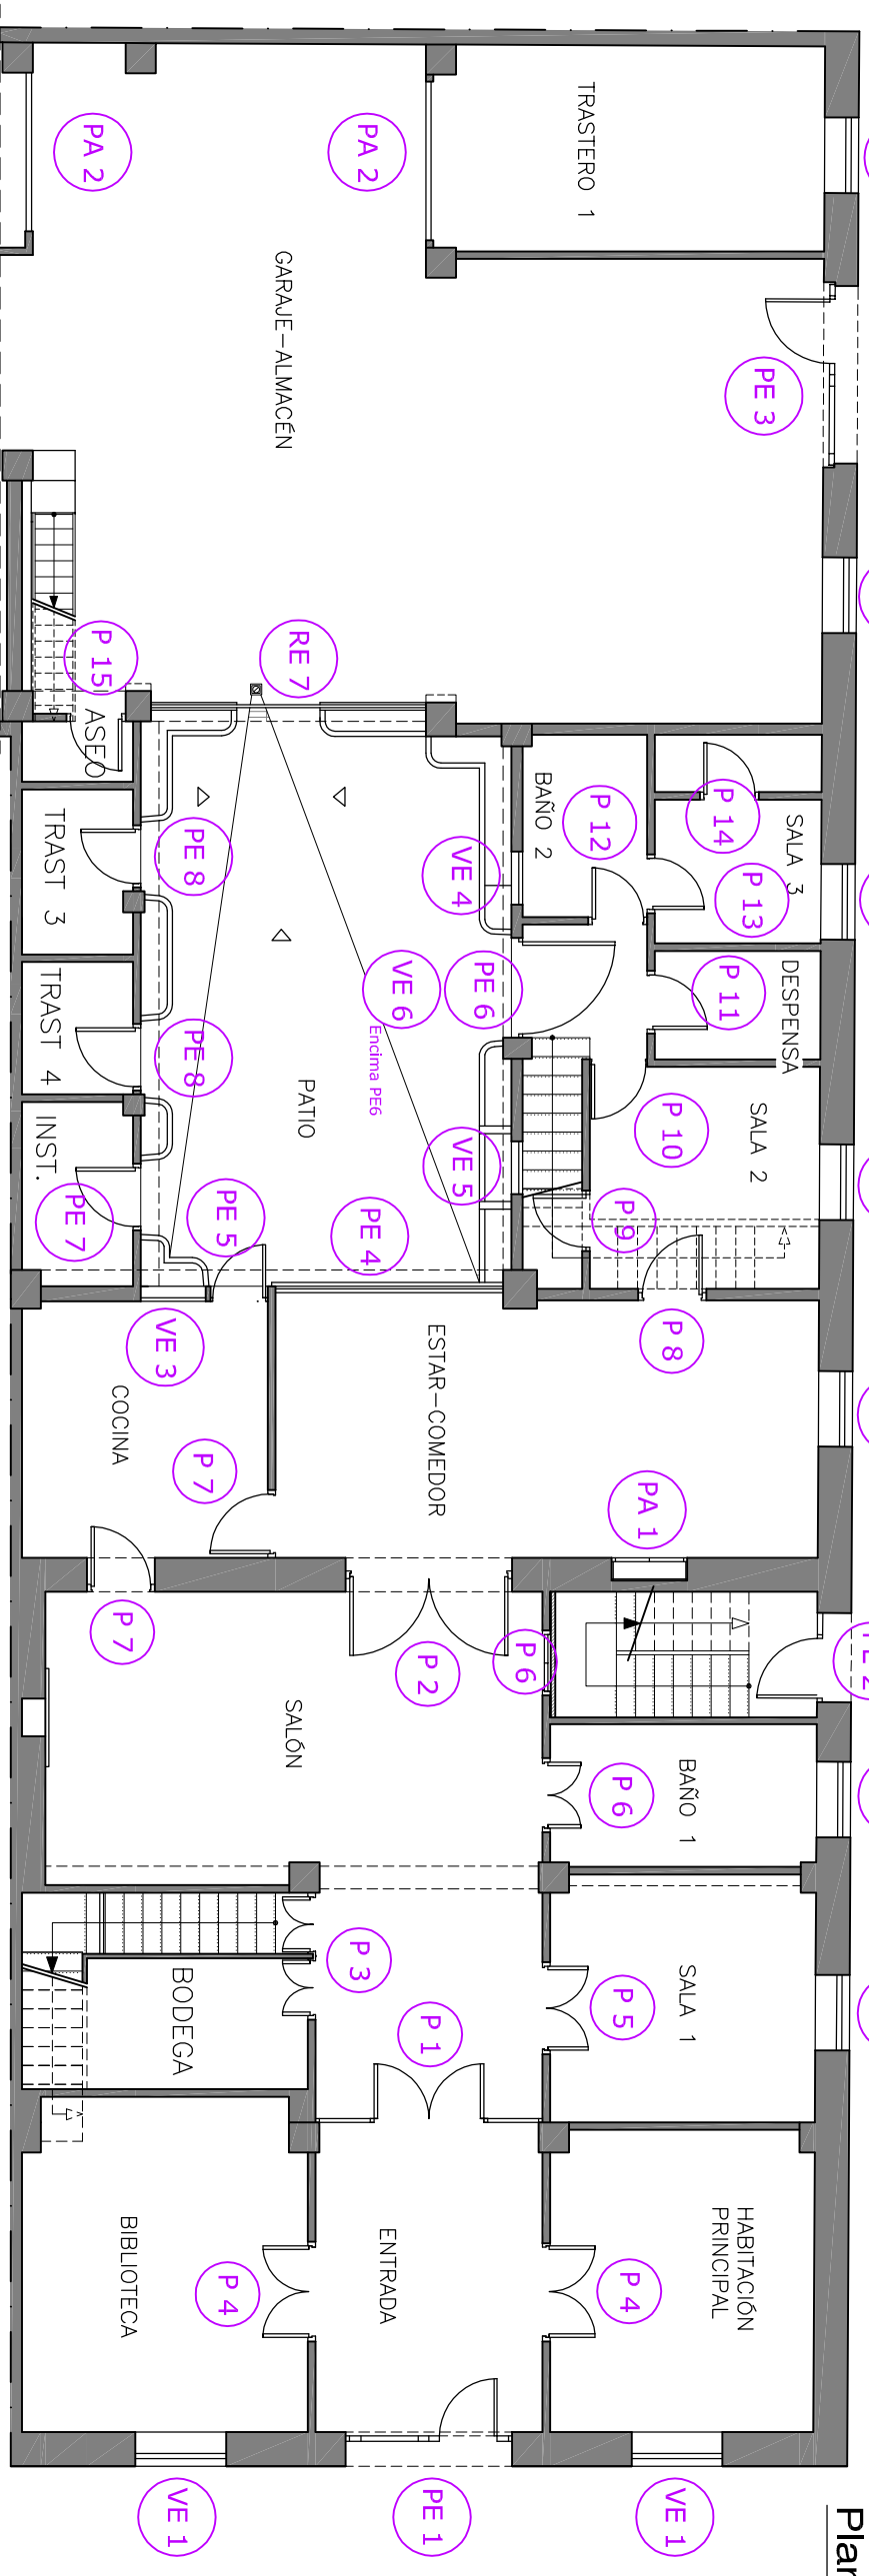 TRASTERO 1
PA 2
PA 2
GARAJE-ALMACÉN
PE 3
RE 7
P 15
ASEO
BAÑO 2
P 12
P 14
SALA 3
P 13
TRAST 3
PE 8
VE 4
VE 6
PE 6
P 11
DESPENSA
TRAST 4
PE 8
Encima PE6
PATIO
P 10
SALA 2
INST.
PE 7
PE 5
PE 4
VE 5
P 9
VE 3
COCINA
ESTAR-COMEDOR
P 8
P 7
PA 1
P 7
P 2
P 6
SALÓN
P 6
BAÑO 1
P 3
BODEGA
P 1
P 5
SALA 1
BIBLIOTECA
P 4
ENTRADA
P 4
HABITACIÓN
PRINCIPAL
VE 1
PE 1
VE 1